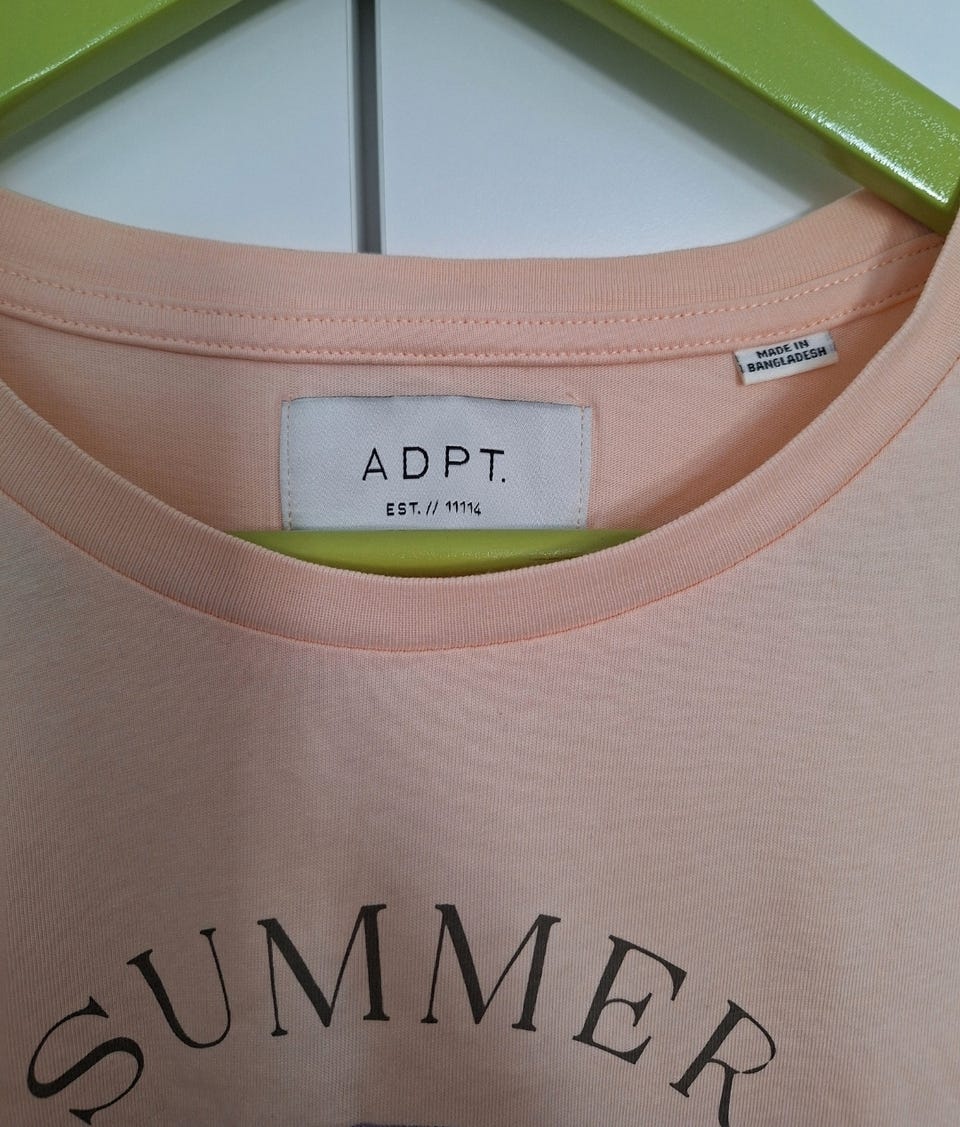 MADE IN
BANGLADESH
ADPT.
EST. // 11114
SUMMER